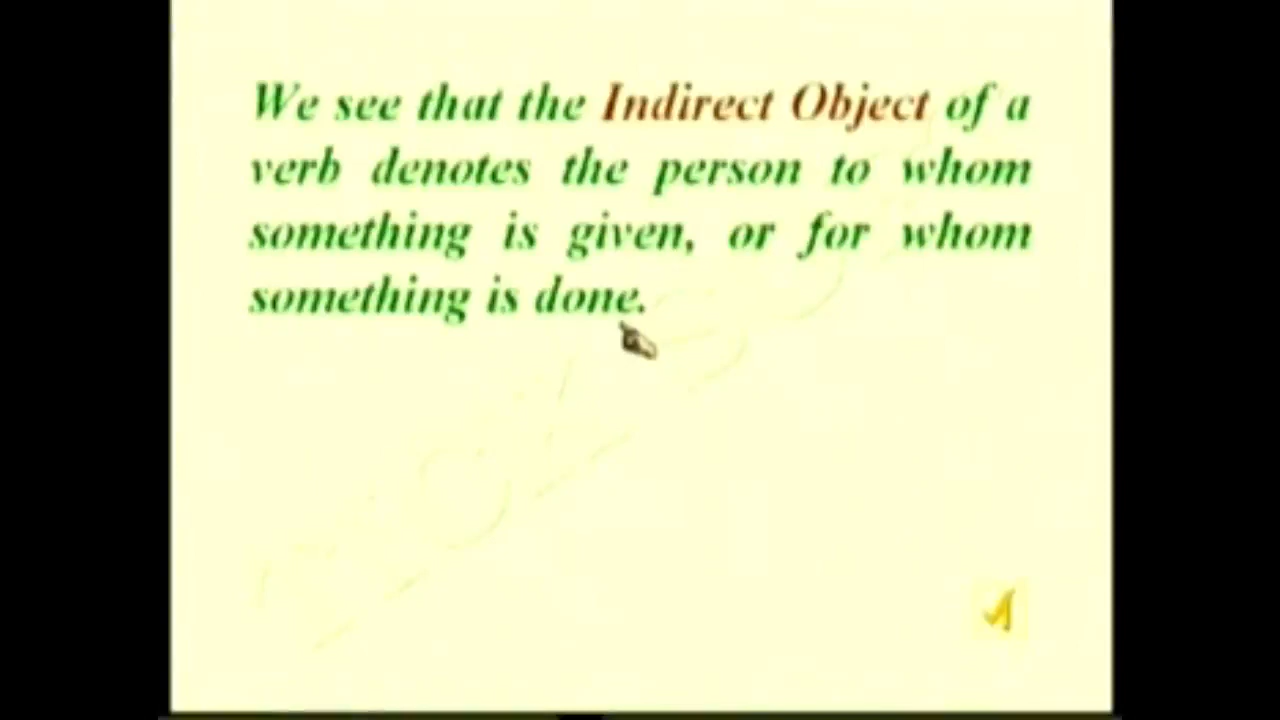 We see that the Indirect Object of a
verb denotes the person to whom
something is given, or for whom
something is done.